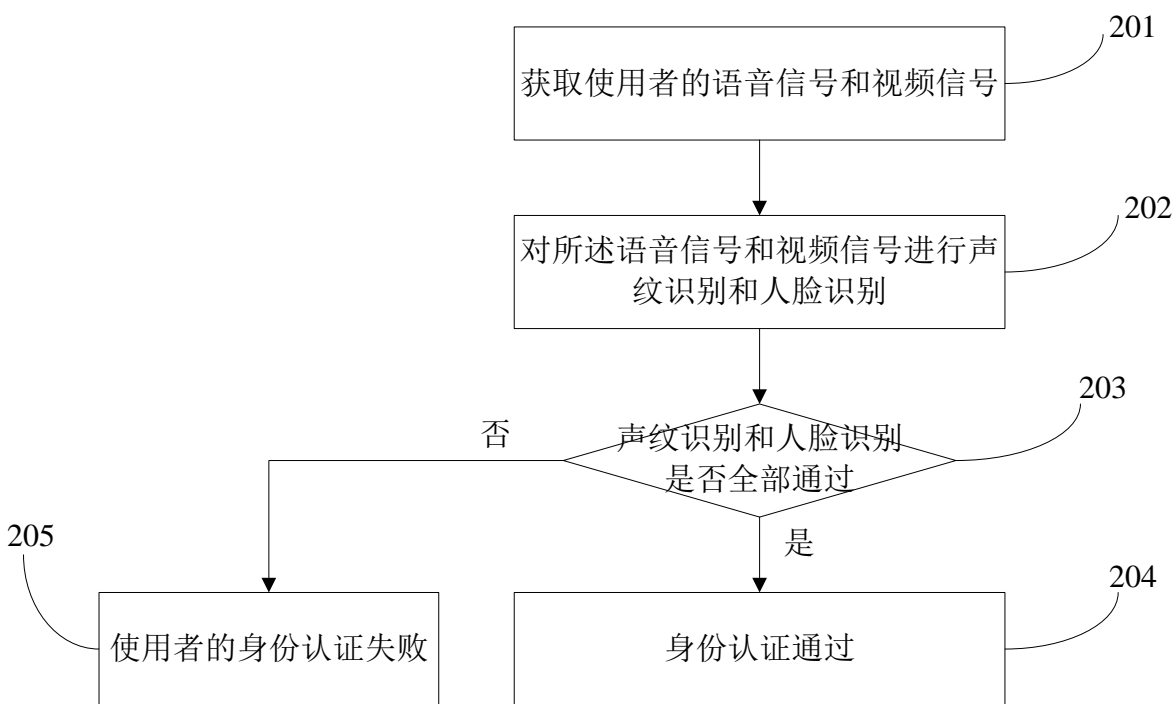 201
获取使用者的语音信号和视频信号
202
对所述语音信号和视频信号进行声
纹识别和人脸识别
203
声纹识别和人脸识别
是否全部通过
否
是
205
使用者的身份认证失败
204
身份认证通过